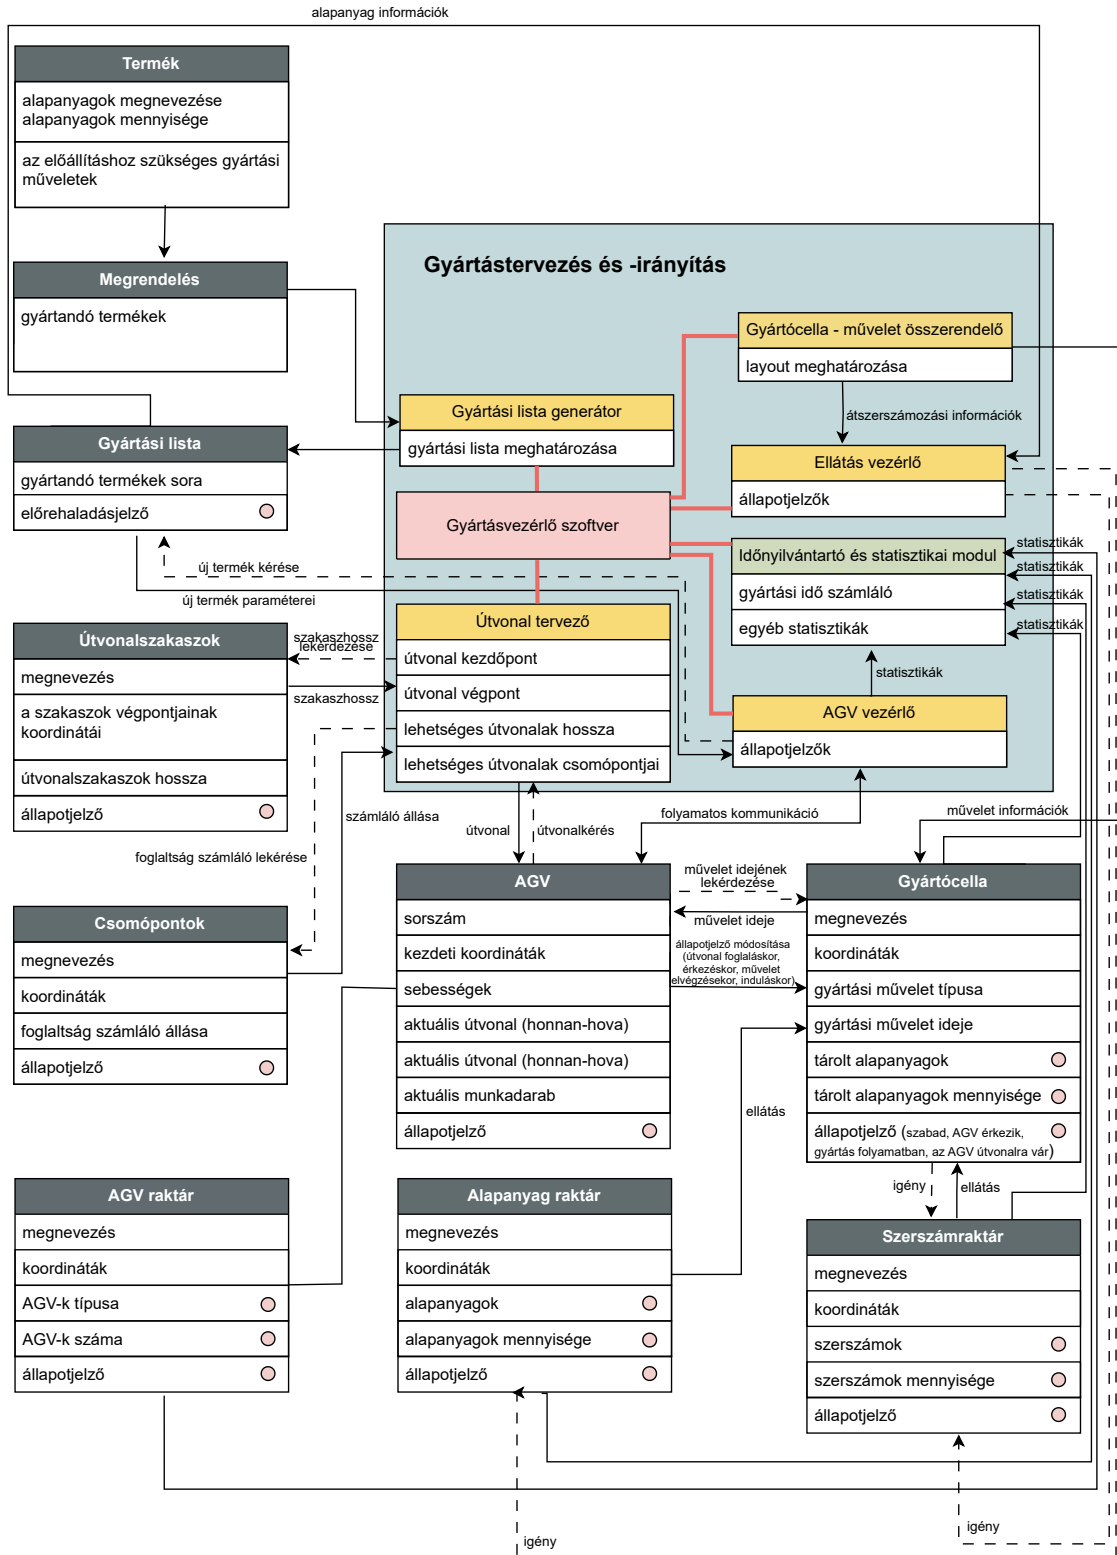 alapanyag információk
Termék
alapanyagok megnevezése
alapanyagok mennyisége
az előállításhoz szükséges gyártási
műveletek
Megrendelés
gyártandó termékek
Gyártástervezés és -irányítás
Gyártócella - művelet összerendelő
layout meghatározása
átszerszámozási információk
Gyártási lista generátor
gyártási lista meghatározása
Gyártási lista
gyártandó termékek sora
előrehaladásjelző
Ellátás vezérlő
állapotjelzők
Gyártásvezérlő szoftver
Időnyilvántartó és statisztikai modul
gyártási idő számláló
egyéb statisztikák
statisztikák
statisztikák
statisztikák
statisztikák
statisztikák
új termék kérése
új termék paraméterei
Útvonal tervező
útvonal kezdőpont
útvonal végpont
lehetséges útvonalak hossza
lehetséges útvonalak csomópontjai
AGV vezérlő
állapotjelzők
Útvonalszakaszok
megnevezés
a szakaszok végpontjainak
koordinátái
útvonalszakaszok hossza
állapotjelző
szakaszhossz
lekérdezése
szakaszhossz
számláló állása
foglaltság számláló lekérése
útvonal
útvonalkérés
folyamatos kommunikáció
művelet információk
Csomópontok
megnevezés
koordináták
foglaltság számláló állása
állapotjelző
AGV
sorszám
kezdeti koordináták
sebességek
aktuális útvonal (honnan-hova)
aktuális útvonal (honnan-hova)
aktuális munkadarab
állapotjelző
művelet idejének
lekérdezése
művelet ideje
állapotjelző módosítása
(útvonal foglaláskor,
érkezéskor, művelet
elvégzésekor, induláskor)
ellátás
Gyártócella
megnevezés
koordináták
gyártási művelet típusa
gyártási művelet ideje
tárolt alapanyagok
tárolt alapanyagok mennyisége
állapotjelző (szabad, AGV érkezik,
gyártás folyamatban, az AGV útvonalra vár)
igény
ellátás
AGV raktár
megnevezés
koordináták
AGV-k típusa
AGV-k száma
állapotjelző
Alapanyag raktár
megnevezés
koordináták
alapanyagok
alapanyagok mennyisége
állapotjelző
Szerszámraktár
megnevezés
koordináták
szerszámok
szerszámok mennyisége
állapotjelző
igény
igény